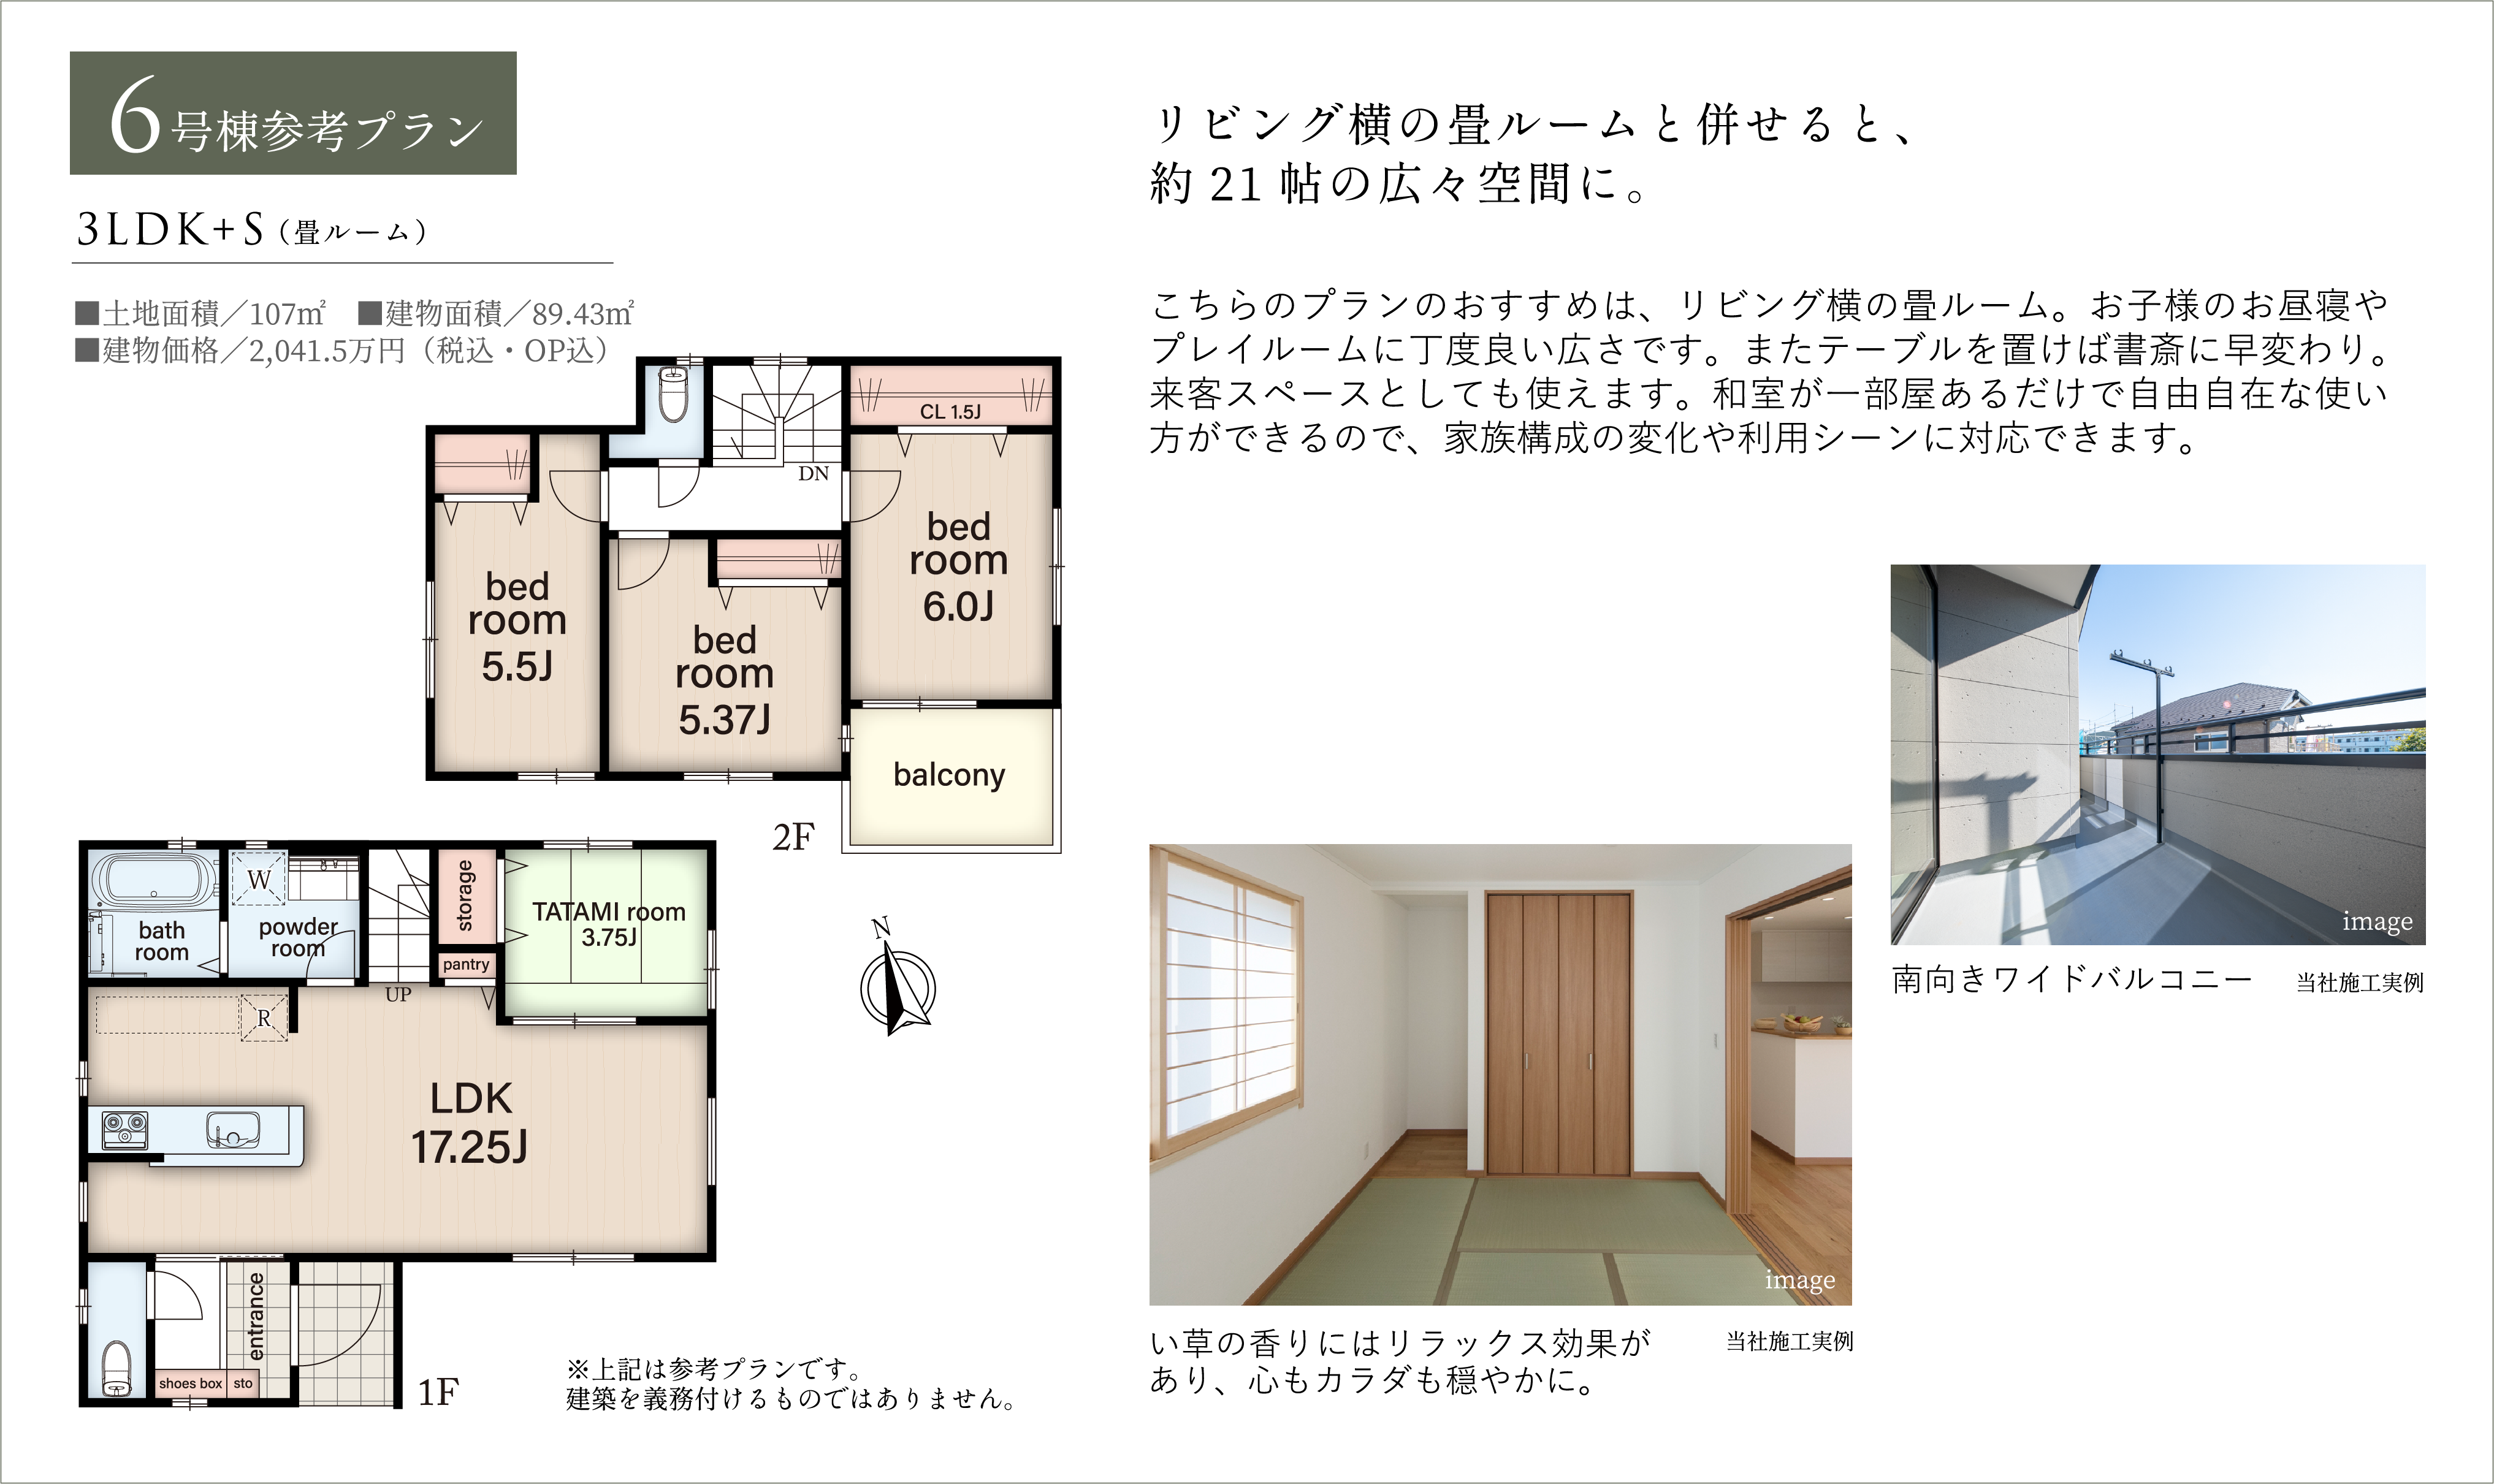 6号棟参考プラン
3LDK+S（畳ルーム）
■土地面積／107㎡　■建物面積／89.43㎡
■建物価格／2,041.5万円（税込・OP込）
リビング横の畳ルームと併せると、
約21帖の広々空間に。
こちらのプランのおすすめは、リビング横の畳ルーム。お子様のお昼寝や
プレイルームに丁度良い広さです。またテーブルを置けば書斎に早変わり。
来客スペースとしても使えます。和室が一部屋あるだけで自由自在な使い
方ができるので、家族構成の変化や利用シーンに対応できます。
CL 1.5J
DN
bed
room
5.5J
bed
room
5.37J
bed
room
6.0J
balcony
2F
W
bath
room
powder
room
storage
pantry
TATAMI room
3.75J
UP
R
LDK
17.25J
entrance
shoes box
sto
1F
N
※上記は参考プランです。
建築を義務付けるものではありません。
image
南向きワイドバルコニー
当社施工実例
image
い草の香りにはリラックス効果が
あり、心もカラダも穏やかに。
当社施工実例